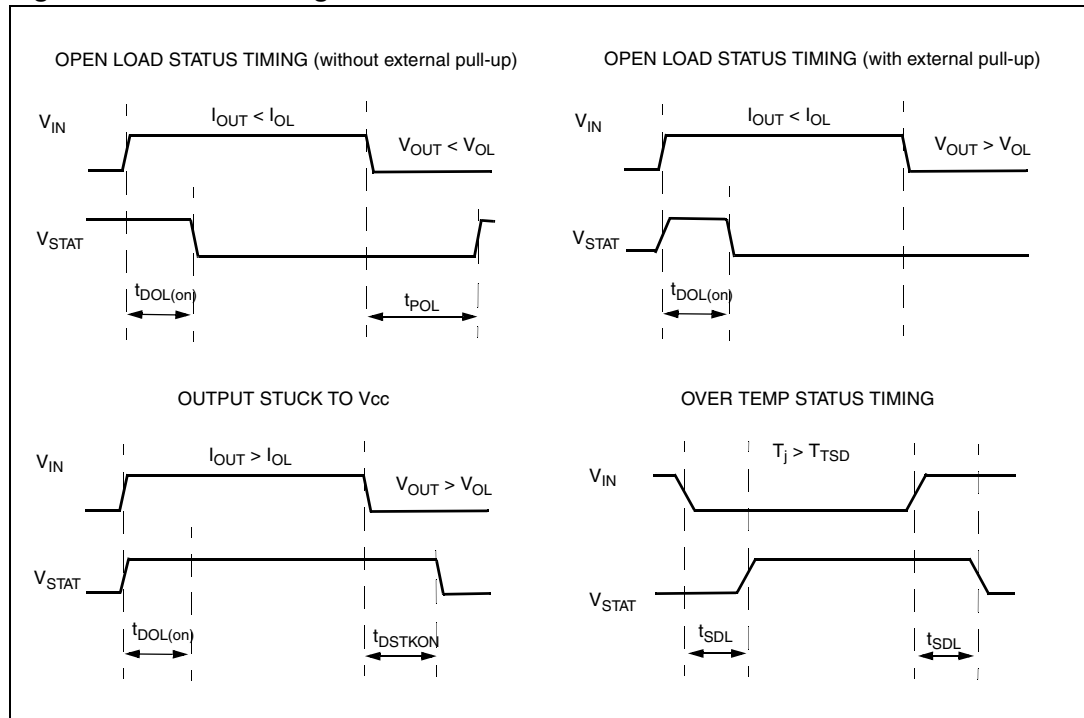 OPEN LOAD STATUS TIMING (without external pull-up)
V_IN
I_OUT < I_OL
V_OUT < V_OL
V_STAT
t_DOL(on)
t_POL
OPEN LOAD STATUS TIMING (with external pull-up)
V_IN
I_OUT < I_OL
V_OUT > V_OL
V_STAT
t_DOL(on)
OUTPUT STUCK TO Vcc
V_IN
I_OUT > I_OL
V_OUT > V_OL
V_STAT
t_DOL(on)
t_DSTKON
OVER TEMP STATUS TIMING
V_IN
T_j > T_TSD
V_STAT
t_SDL
t_SDL